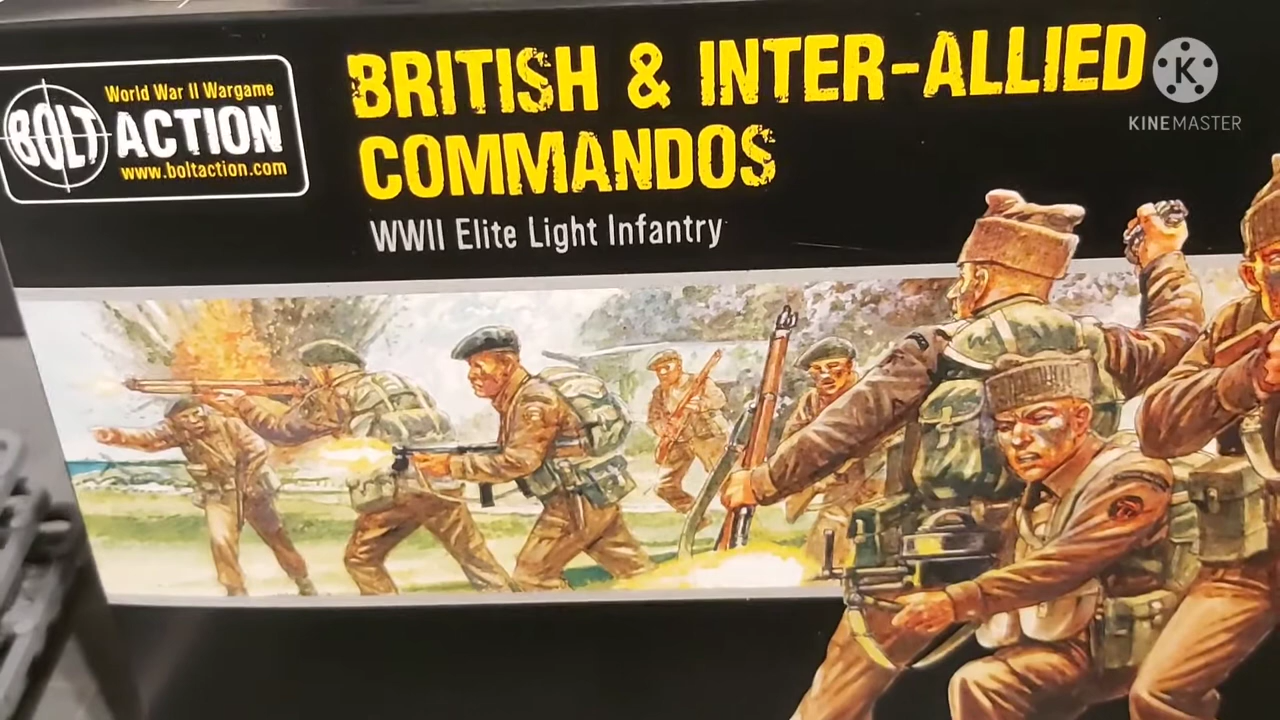 World War II Wargame
BOLT ACTION
www.boltaction.com
BRITISH & INTER-ALLIED
COMMANDOS
WWII Elite Light Infantry
K
KINEMASTER